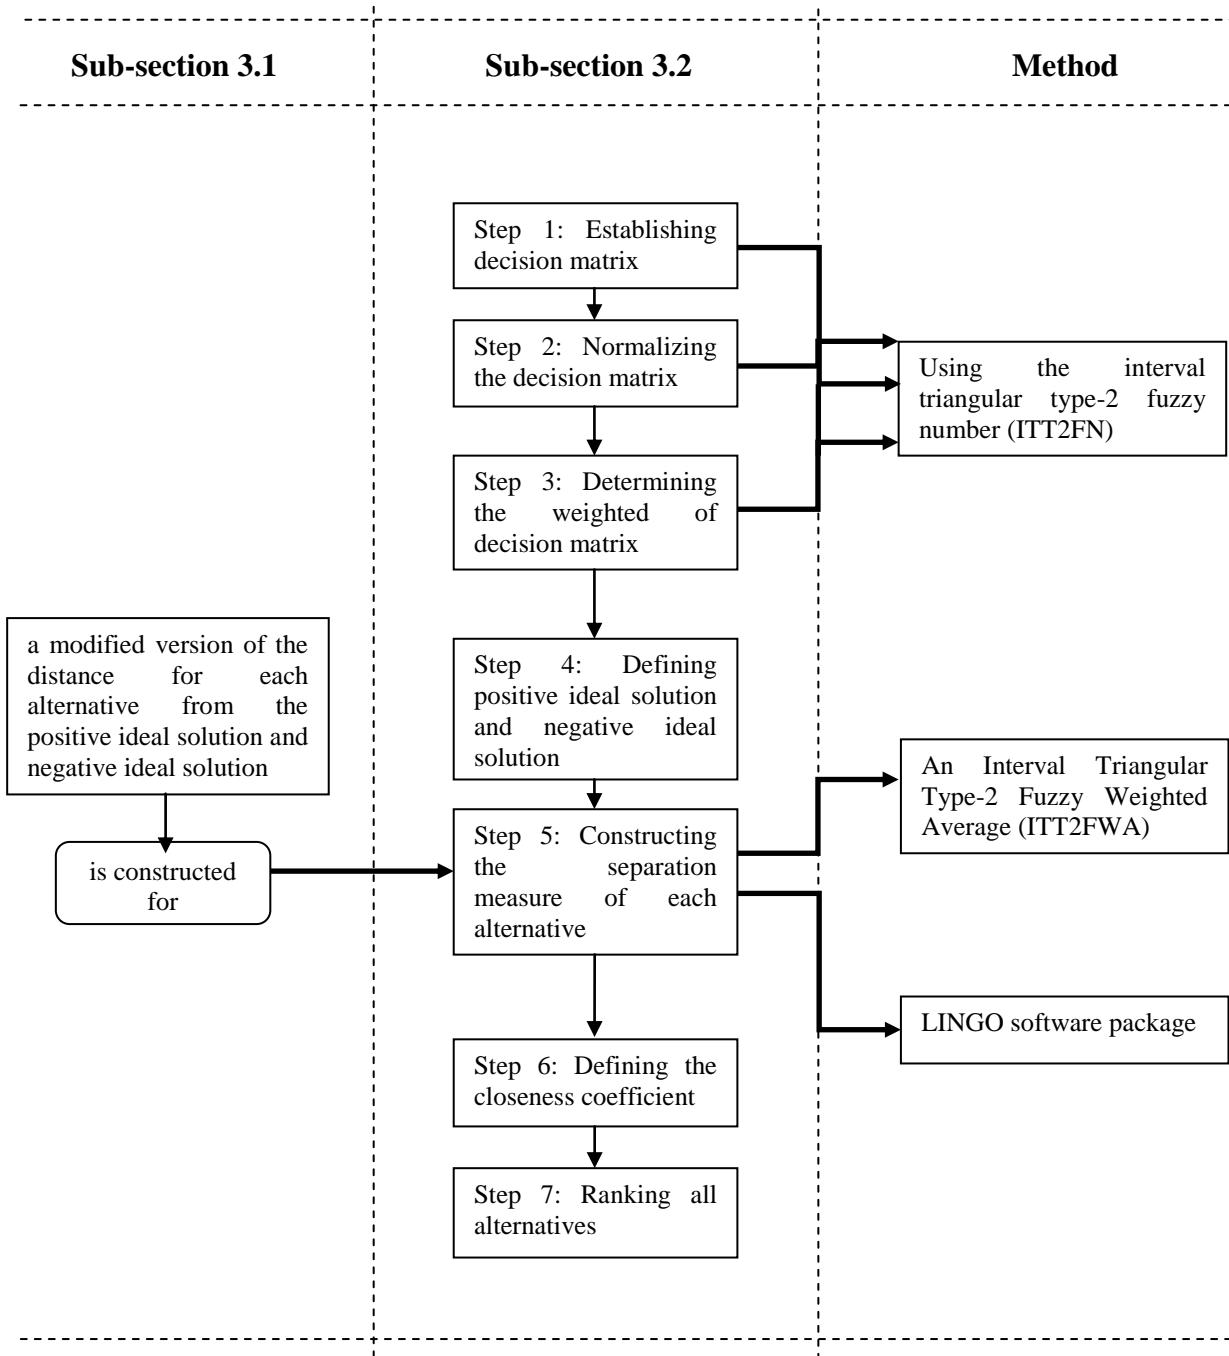 Sub-section 3.1
Sub-section 3.2
Method
Step 1: Establishing
decision matrix
Step 2: Normalizing
the decision matrix
Using the interval
triangular type-2 fuzzy
number (ITT2FN)
Step 3: Determining
the weighted of
decision matrix
a modified version of the
distance for each
alternative from the
positive ideal solution and
negative ideal solution
Step 4: Defining
positive ideal solution
and negative ideal
solution
An Interval Triangular
Type-2 Fuzzy Weighted
Average (ITT2FWA)
is constructed
for
Step 5: Constructing
the separation
measure of each
alternative
LINGO software package
Step 6: Defining the
closeness coefficient
Step 7: Ranking all
alternatives